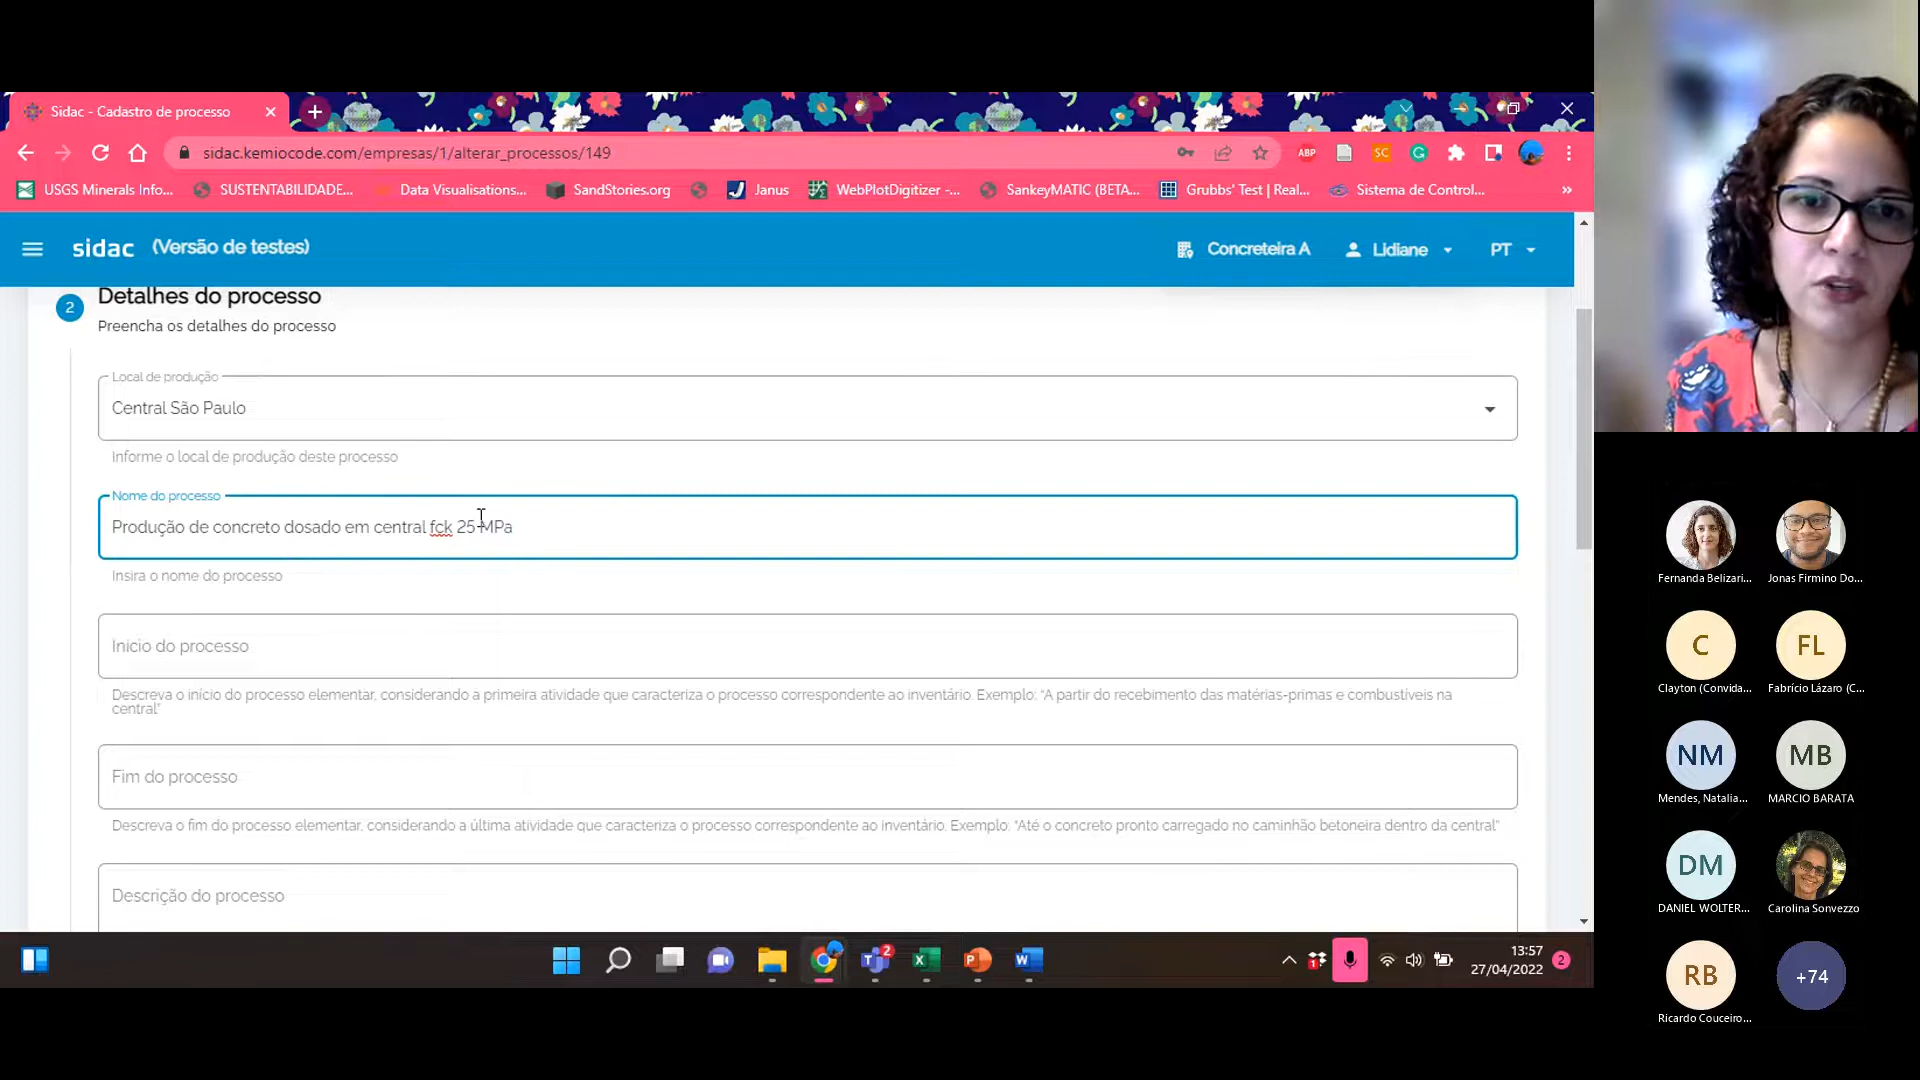 Sidac - Cadastro de processo
sidac.kemiocode.com/empresas/1/alterar_processos/149
ABP
SC
USGS Minerals Info...
SUSTENTABILIDADE...
Data Visualisations...
SandStories.org
Janus
WebPlotDigitizer -...
SankeyMATIC (BETA...
Grubbs' Test | Real...
Sistema de Control...
»
sidac (Versão de testes)
Concreteira A
Lidiane
PT
2
Detalhes do processo
Preencha os detalhes do processo
Local de produção
Central São Paulo
Informe o local de produção deste processo
Nome do processo
Produção de concreto dosado em central fck 25 MPa
Insira o nome do processo
Início do processo
Descreva o início do processo elementar, considerando a primeira atividade que caracteriza o processo correspondente ao inventário. Exemplo: “A partir do recebimento das matérias-primas e combustíveis na
central”
Fim do processo
Descreva o fim do processo elementar, considerando a última atividade que caracteriza o processo correspondente ao inventário. Exemplo: “Até o concreto pronto carregado no caminhão betoneira dentro da central”
Descrição do processo
2
1
13:57
27/04/2022
2
Fernanda Belizari...
Jonas Firmino Do...
C
FL
Clayton (Convida...
Fabrício Lázaro (C...
NM
MB
Mendes, Natalia...
MARCIO BARATA
DM
DANIEL WOLTER...
Carolina Sonvezzo
RB
+74
Ricardo Couceiro...